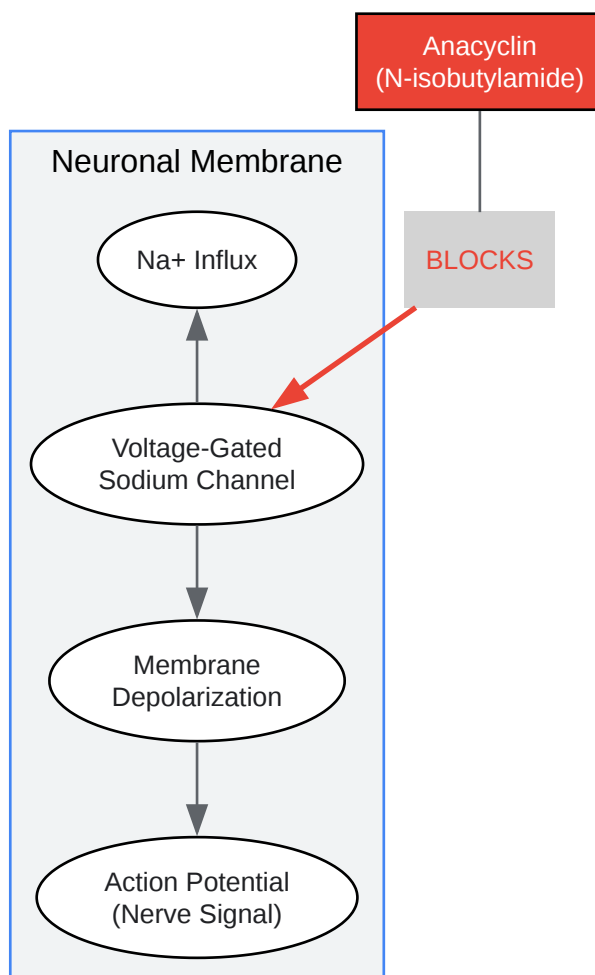 Anacyclin
(N-isobutylamide)
Neuronal Membrane
Na+ Influx
BLOCKS
Voltage-Gated
Sodium Channel
Membrane
Depolarization
Action Potential
(Nerve Signal)